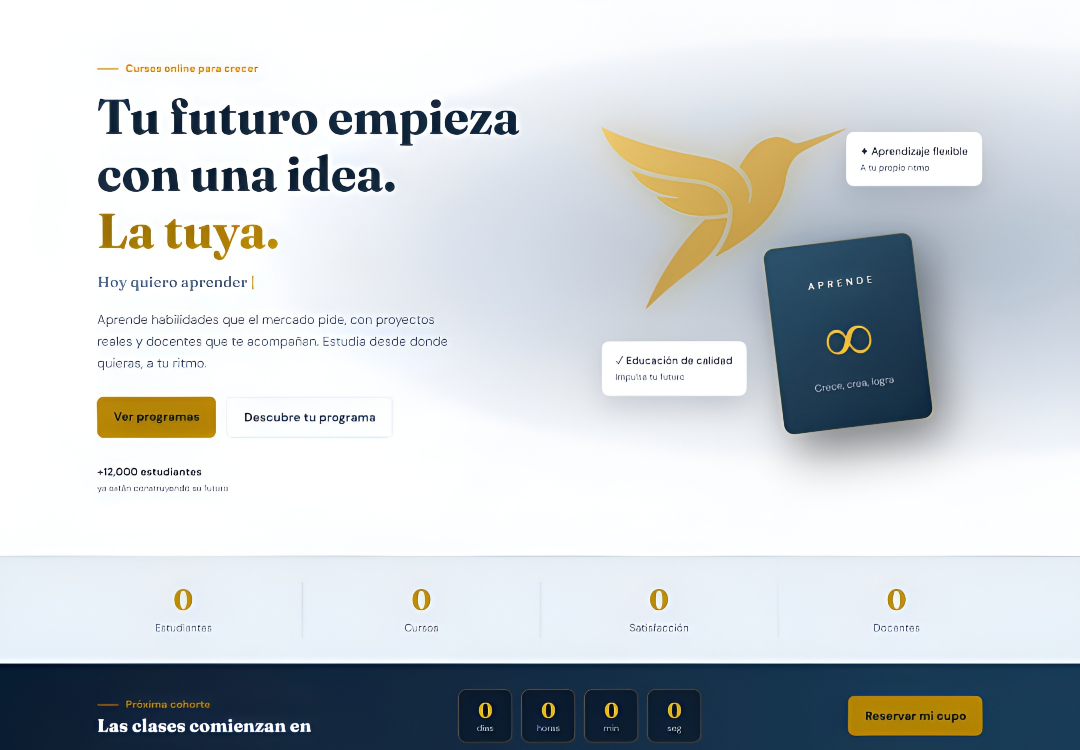 Cursos online para crecer
Tu futuro empieza
con una idea.
La tuya.
Hoy quiero aprender
Aprende habilidades que el mercado pide, con proyectos
reales y docentes que te acompañan. Estudia desde donde
quieras, a tu ritmo.
Ver programas
Descubre tu programa
+12,000 estudiantes
ya están construyendo su futuro
✦ Aprendizaje flexible
A tu propio ritmo
APRENDE
∞
Crece, crea, logra
✓ Educación de calidad
Impulsa tu futuro
0
Estudiantes
0
Cursos
0
Satisfacción
0
Docentes
Próxima cohorte
Las clases comienzan en
0
días
0
horas
0
min
0
seg
Reservar mi cupo